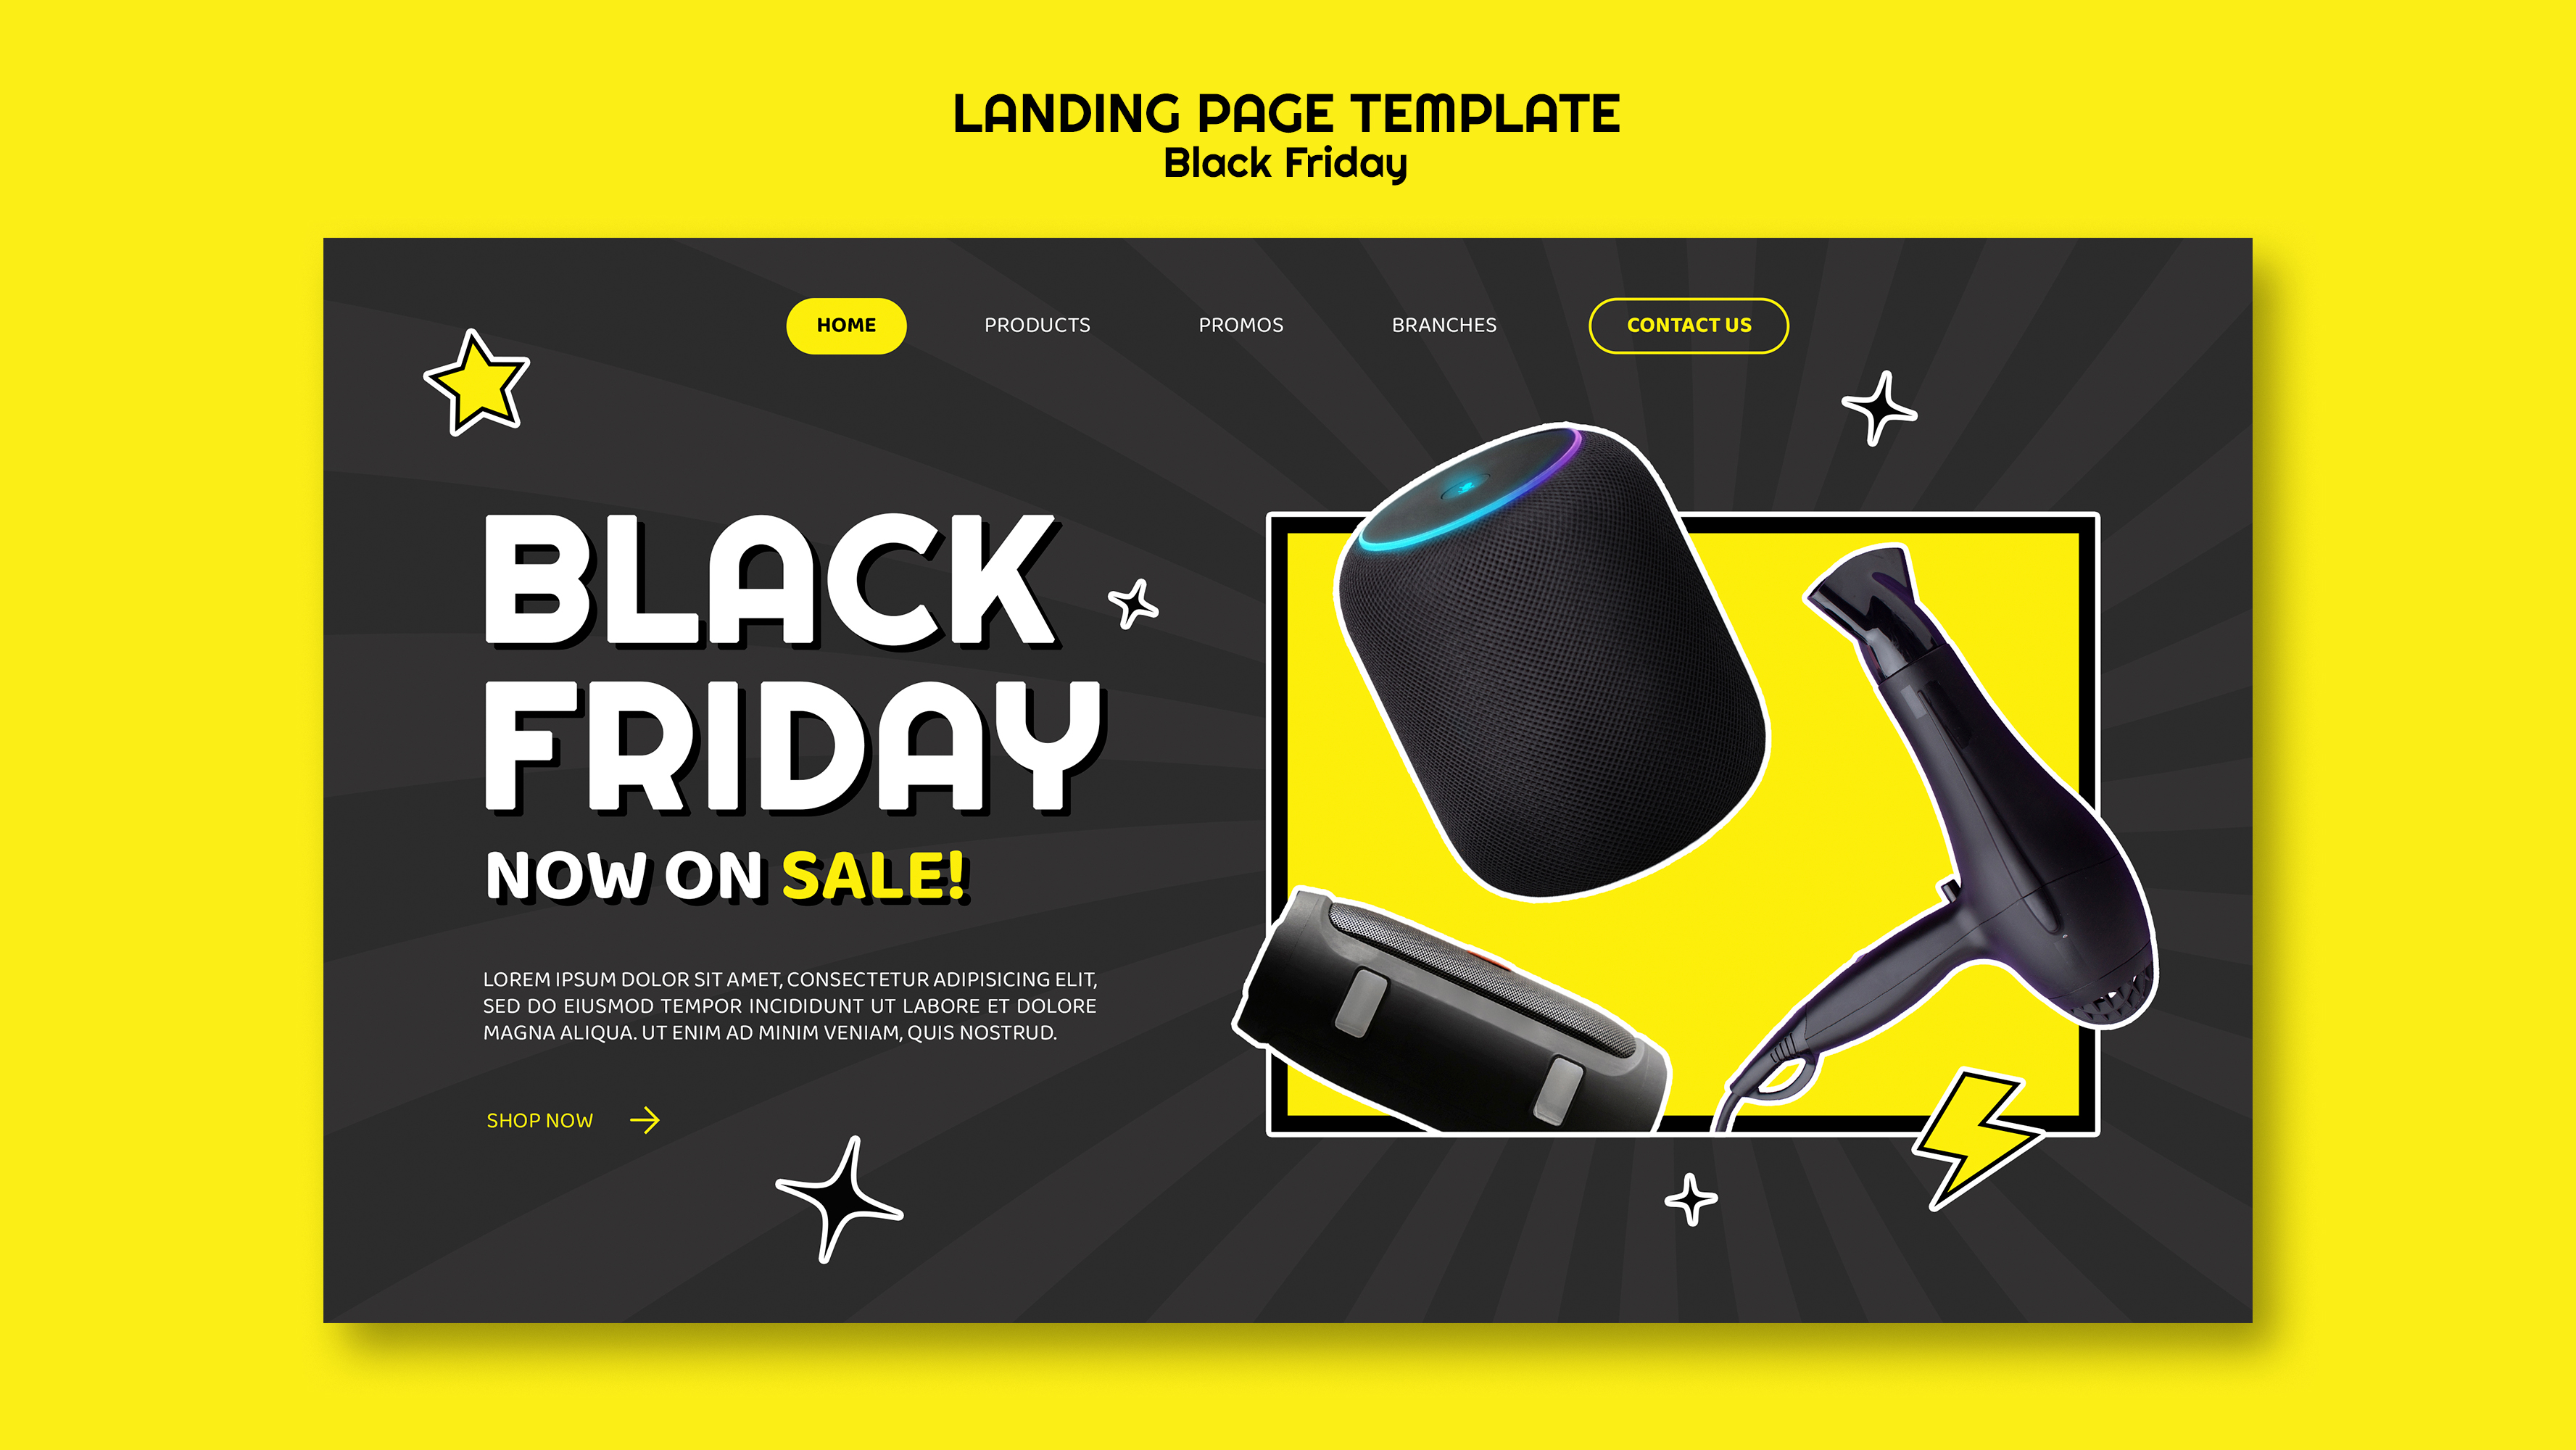 LANDING PAGE TEMPLATE
Black Friday
HOME PRODUCTS PROMOS BRANCHES CONTACT US
BLACK
FRIDAY
NOW ON SALE!
LOREM IPSUM DOLOR SIT AMET, CONSECTETUR ADIPISICING ELIT,
SED DO EIUSMOD TEMPOR INCIDIDUNT UT LABORE ET DOLORE
MAGNA ALIQUA. UT ENIM AD MINIM VENIAM, QUIS NOSTRUD.
SHOP NOW